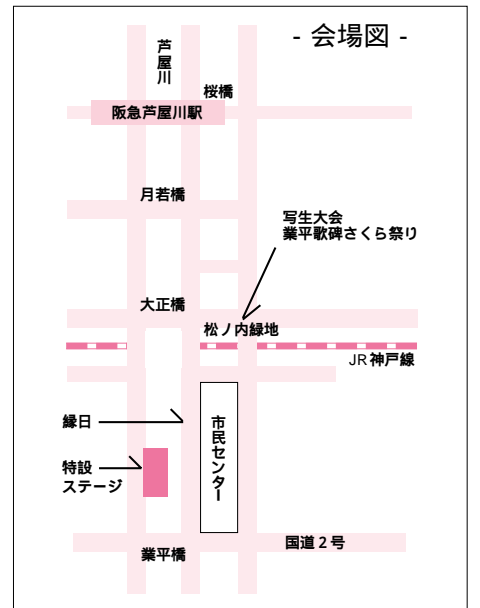 - 会場図 -
芦屋川
桜橋
阪急芦屋川駅
月若橋
写生大会
業平歌碑さくら祭り
大正橋
松ノ内緑地
JR神戸線
縁日
市民センター
特設
ステージ
国道2号
業平橋